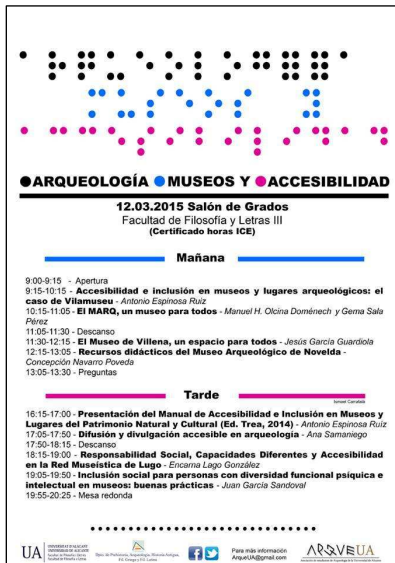 ARQUEOLOGÍA MUSEOS Y ACCESIBILIDAD
12.03.2015 Salón de Grados
Facultad de Filosofía y Letras III
(Certificado horas ICE)
Mañana
9:00-9:15 - Apertura
9:15-10:15 - Accesibilidad e inclusión en museos y lugares arqueológicos: el
caso de Vilamuseu - Antonio Espinosa Ruiz
10:15-11:05 - El MARQ, un museo para todos - Manuel H. Olcina Doménech y Gema Sala
Pérez
11:05-11:30 - Descanso
11:30-12:15 - El Museo de Villena, un espacio para todos - Jesús García Guardiola
12:15-13:05 - Recursos didácticos del Museo Arqueológico de Novelda -
Concepción Navarro Poveda
13:05-13:30 - Preguntas
Tarde
Ismael Carratalá
16:15-17:00 - Presentación del Manual de Accesibilidad e Inclusión en Museos y
Lugares del Patrimonio Natural y Cultural (Ed. Trea, 2014) - Antonio Espinosa Ruiz
17:05-17:50 - Difusión y divulgación accesible en arqueología - Ana Samaniego
17:50-18:15 - Descanso
18:15-19:00 - Responsabilidad Social, Capacidades Diferentes y Accesibilidad
en la Red Museística de Lugo - Encarna Lago González
19:05-19:50 - Inclusión social para personas con diversidad funcional psíquica e
intelectual en museos: buenas prácticas - Juan García Sandoval
19:55-20:25 - Mesa redonda
UA
Para más información
ArqueUA@gmail.com
ARQVEUA